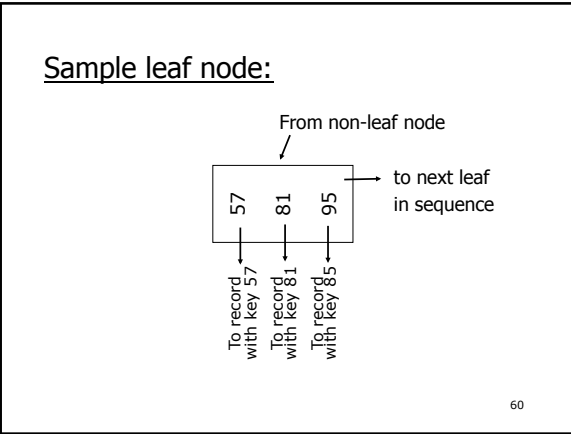 Sample leaf node:
From non-leaf node
to next leaf
in sequence
57
81
95
To record
with key 57
To record
with key 81
To record
with key 85
60